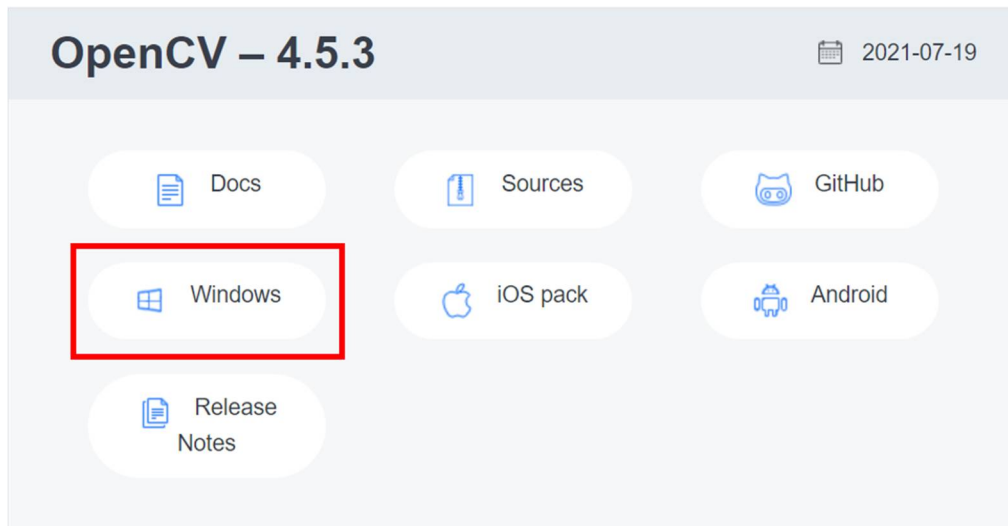 OpenCV – 4.5.3
2021-07-19
Docs
Sources
GitHub
Windows
iOS pack
Android
Release
Notes